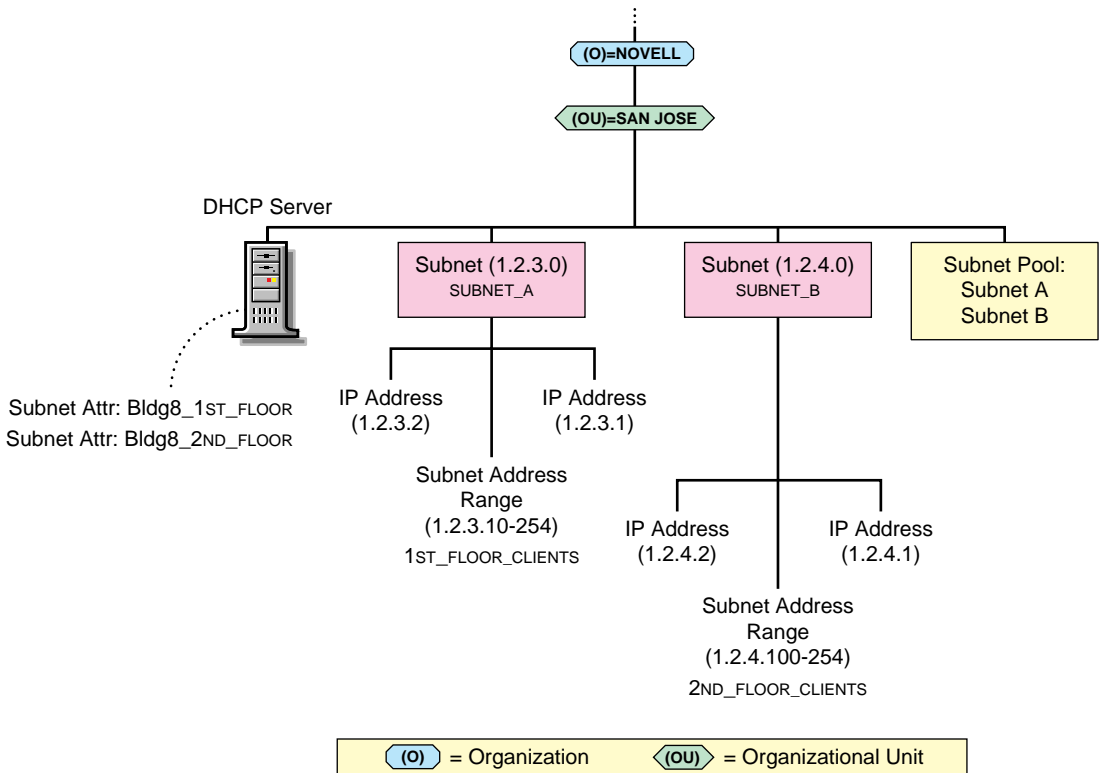 (O)=NOVELL
(OU)=SAN JOSE
DHCP Server
Subnet (1.2.3.0)
SUBNET_A
Subnet (1.2.4.0)
SUBNET_B
Subnet Pool:
Subnet A
Subnet B
Subnet Attr: Bldg8_1ST_FLOOR
Subnet Attr: Bldg8_2ND_FLOOR
IP Address
(1.2.3.2)
IP Address
(1.2.3.1)
Subnet Address
Range
(1.2.3.10-254)
1ST_FLOOR_CLIENTS
IP Address
(1.2.4.2)
IP Address
(1.2.4.1)
Subnet Address
Range
(1.2.4.100-254)
2ND_FLOOR_CLIENTS
(O) = Organization
(OU) = Organizational Unit